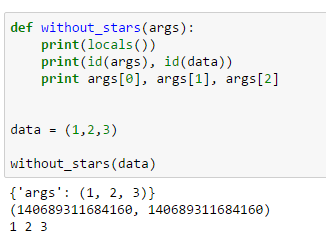 def without_stars(args):
    print(locals())
    print(id(args), id(data))
    print args[0], args[1], args[2]
data = (1,2,3)
without_stars(data)
{'args': (1, 2, 3)}
(140689311684160, 140689311684160)
1 2 3